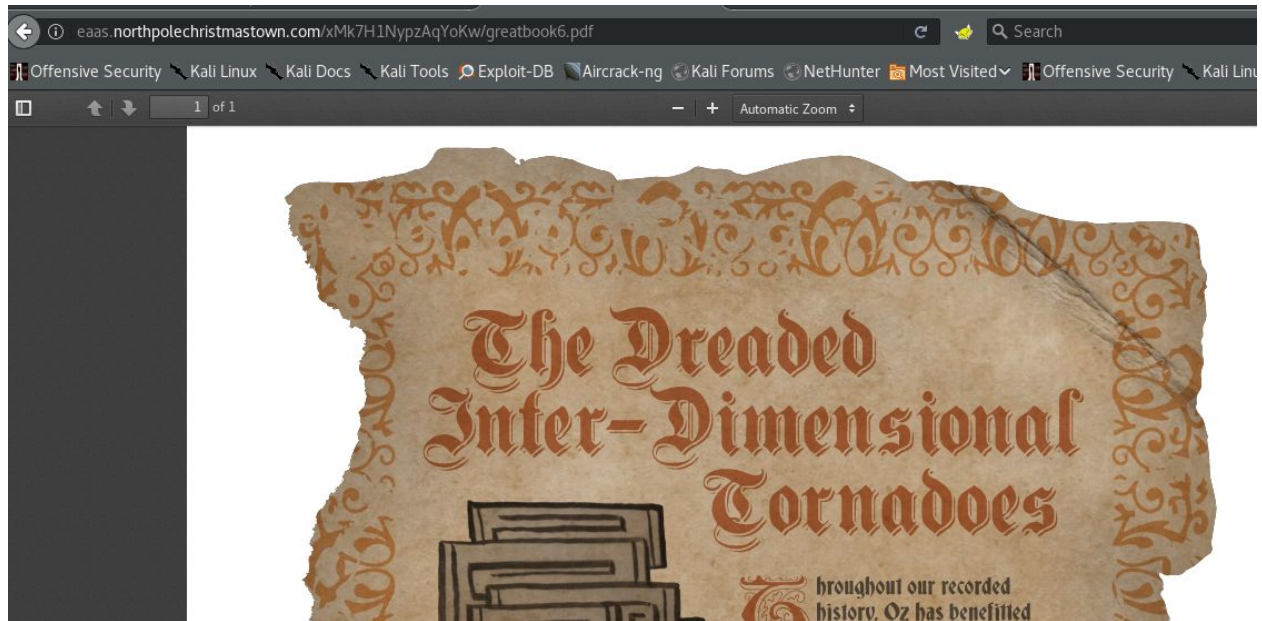 eaas.northpolechristmastown.com/xMk7H1NypzAqYoKw/greatbook6.pdf Search
Offensive Security Kali Linux Kali Docs Kali Tools Exploit-DB Aircrack-ng Kali Forums NetHunter Most Visited Offensive Security Kali Linu
1 of 1 Automatic Zoom
The Dreaded
Inter-Dimensional
Tornadoes
Throughout our recorded
history, Oz has benefitted